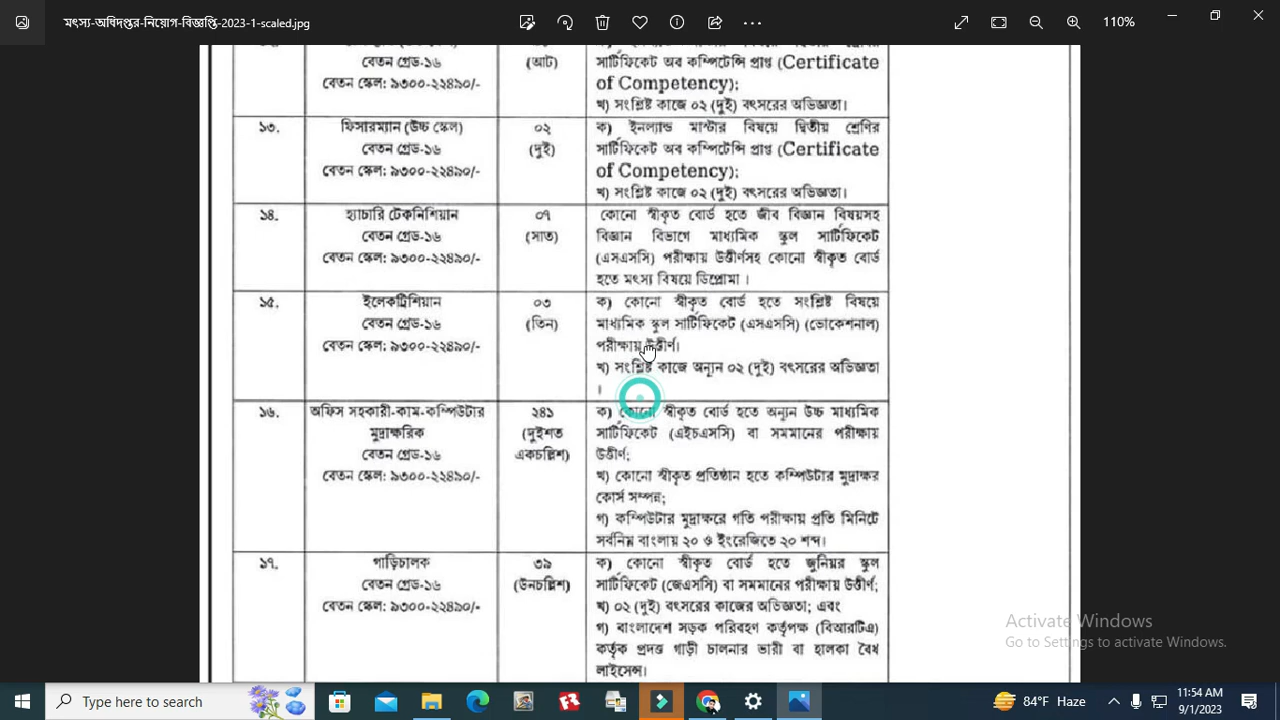 মৎস্য-অধিদপ্তর-নিয়োগ-বিজ্ঞপ্তি-2023-1-scaled.jpg
110%
বেতন গ্রেড-১৬
বেতন স্কেল: ৯৩০০-২২৪৯০/-
(আট)
সার্টিফিকেট অব কম্পিটেন্সি প্রাপ্ত (Certificate
of Competency);
খ) সংশ্লিষ্ট কাজে ০২ (দুই) বৎসরের অভিজ্ঞতা।
১৩.
ফিসারম্যান (উচ্চ স্কেল)
বেতন গ্রেড-১৬
বেতন স্কেল: ৯৩০০-২২৪৯০/-
০২
(দুই)
ক) ইনল্যান্ড মাস্টার বিষয়ে দ্বিতীয় শ্রেণির
সার্টিফিকেট অব কম্পিটেন্সি প্রাপ্ত (Certificate
of Competency);
খ) সংশ্লিষ্ট কাজে ০২ (দুই) বৎসরের অভিজ্ঞতা।
১৪.
হ্যাচারি টেকনিশিয়ান
বেতন গ্রেড-১৬
বেতন স্কেল: ৯৩০০-২২৪৯০/-
০৭
(সাত)
কোনো স্বীকৃত বোর্ড হতে জীব বিজ্ঞান বিষয়সহ
বিজ্ঞান বিভাগে মাধ্যমিক স্কুল সার্টিফিকেট
(এসএসসি) পরীক্ষায় উত্তীর্ণসহ কোনো স্বীকৃত বোর্ড
হতে মৎস্য বিষয়ে ডিপ্লোমা ।
১৫.
ইলেকট্রিশিয়ান
বেতন গ্রেড-১৬
বেতন স্কেল: ৯৩০০-২২৪৯০/-
০৩
(তিন)
ক) কোনো স্বীকৃত বোর্ড হতে সংশ্লিষ্ট বিষয়ে
মাধ্যমিক স্কুল সার্টিফিকেট (এসএসসি) (ভোকেশনাল)
পরীক্ষায় উত্তীর্ণ।
খ) সংশ্লিষ্ট কাজে অন্যূন ০২ (দুই) বৎসরের অভিজ্ঞতা
।
১৬.
অফিস সহকারী-কাম-কম্পিউটার
মুদ্রাক্ষরিক
বেতন গ্রেড-১৬
বেতন স্কেল: ৯৩০০-২২৪৯০/-
২৪১
(দুইশত
একচল্লিশ)
ক) কোনো স্বীকৃত বোর্ড হতে অন্যূন উচ্চ মাধ্যমিক
সার্টিফিকেট (এইচএসসি) বা সমমানের পরীক্ষায়
উত্তীর্ণ;
খ) কোনো স্বীকৃত প্রতিষ্ঠান হতে কম্পিউটার মুদ্রাক্ষর
কোর্স সম্পন্ন;
গ) কম্পিউটার মুদ্রাক্ষরে গতি পরীক্ষায় প্রতি মিনিটে
সর্বনিম্ন বাংলায় ২০ ও ইংরেজিতে ২০ শব্দ।
১৭.
গাড়িচালক
বেতন গ্রেড-১৬
বেতন স্কেল: ৯৩০০-২২৪৯০/-
৩৯
(উনচল্লিশ)
ক) কোনো স্বীকৃত বোর্ড হতে জুনিয়র স্কুল
সার্টিফিকেট (জেএসসি) বা সমমানের পরীক্ষায় উত্তীর্ণ;
খ) ০২ (দুই) বৎসরের কাজের অভিজ্ঞতা; এবং
গ) বাংলাদেশ সড়ক পরিবহণ কর্তৃপক্ষ (বিআরটিএ)
কর্তৃক প্রদত্ত গাড়ী চালনার ভারী বা হালকা বৈধ
লাইসেন্স।
Activate Windows
Go to Settings to activate Windows.
Type here to search
84°F Haze
11:54 AM
9/1/2023